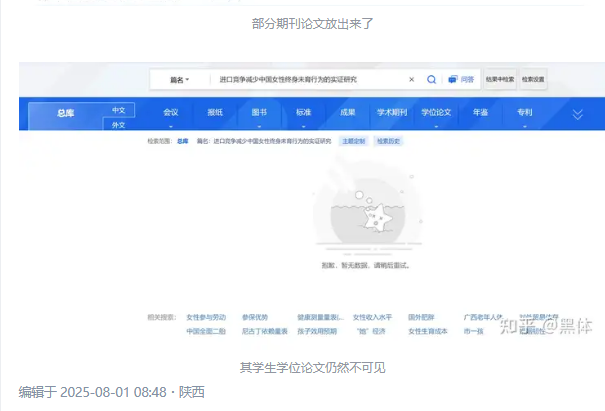 部分期刊论文放出来了
篇名 进口竞争减少中国女性终身未育行为的实证研究 × 问答 结果中检索 检索设置
总库 中文 会议 报纸 图书 标准 成果 学术期刊 学位论文 年鉴 专利
外文
检索范围: 总库 篇名:进口竞争减少中国女性终身未育行为的实证研究 主题定制 检索历史
抱歉，暂无数据，请稍后重试。
相关搜索: 女性参与劳动 参保优势 健康测量量表(... 女性收入水平 国外肥胖 广西老年人体
中国全面二胎 尼古丁依赖量表 孩子效用预期 "她"经济 女性生育成本 市一孩
知乎 @黑体
其学生学位论文仍然不可见
编辑于 2025-08-01 08:48・陕西